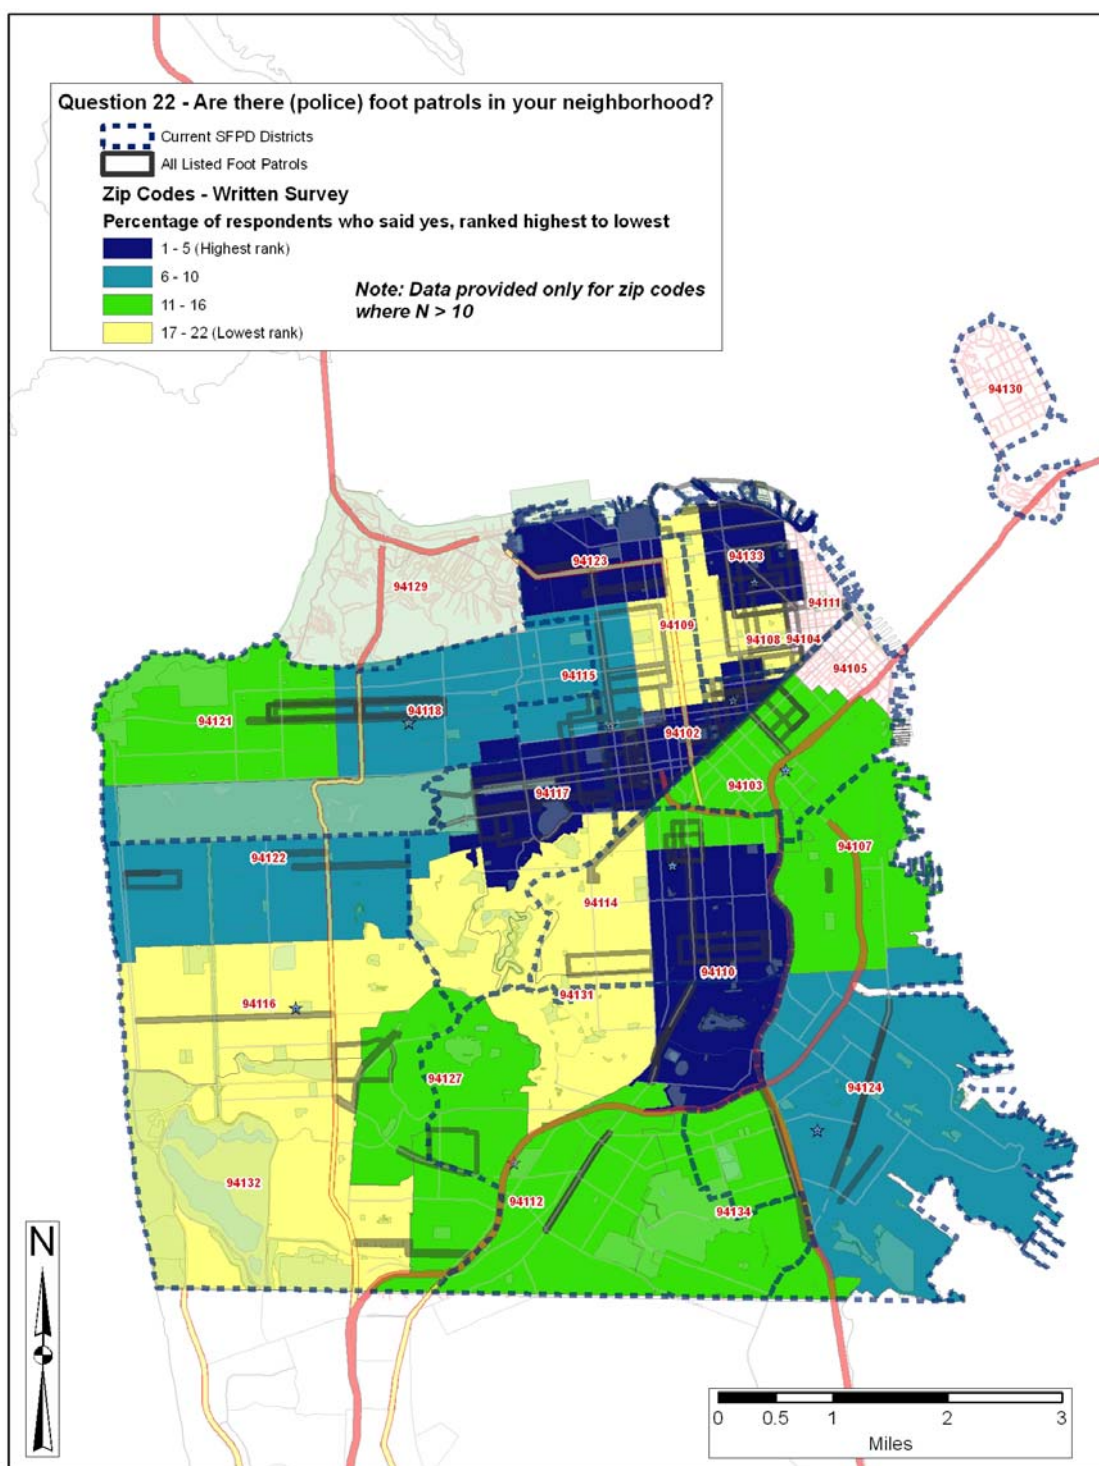 Question 22 - Are there (police) foot patrols in your neighborhood?
Current SFPD Districts
All Listed Foot Patrols
Zip Codes - Written Survey
Percentage of respondents who said yes, ranked highest to lowest
1 - 5 (Highest rank)
6 - 10
11 - 16
17 - 22 (Lowest rank)
Note: Data provided only for zip codes
where N > 10
94130
94123
94133
94129
94111
94109
94108
94104
94105
94115
94118
94121
94102
94103
94117
94107
94122
94114
94110
94131
94116
94127
94124
94132
94112
94134
N
0 0.5 1 2 3
Miles